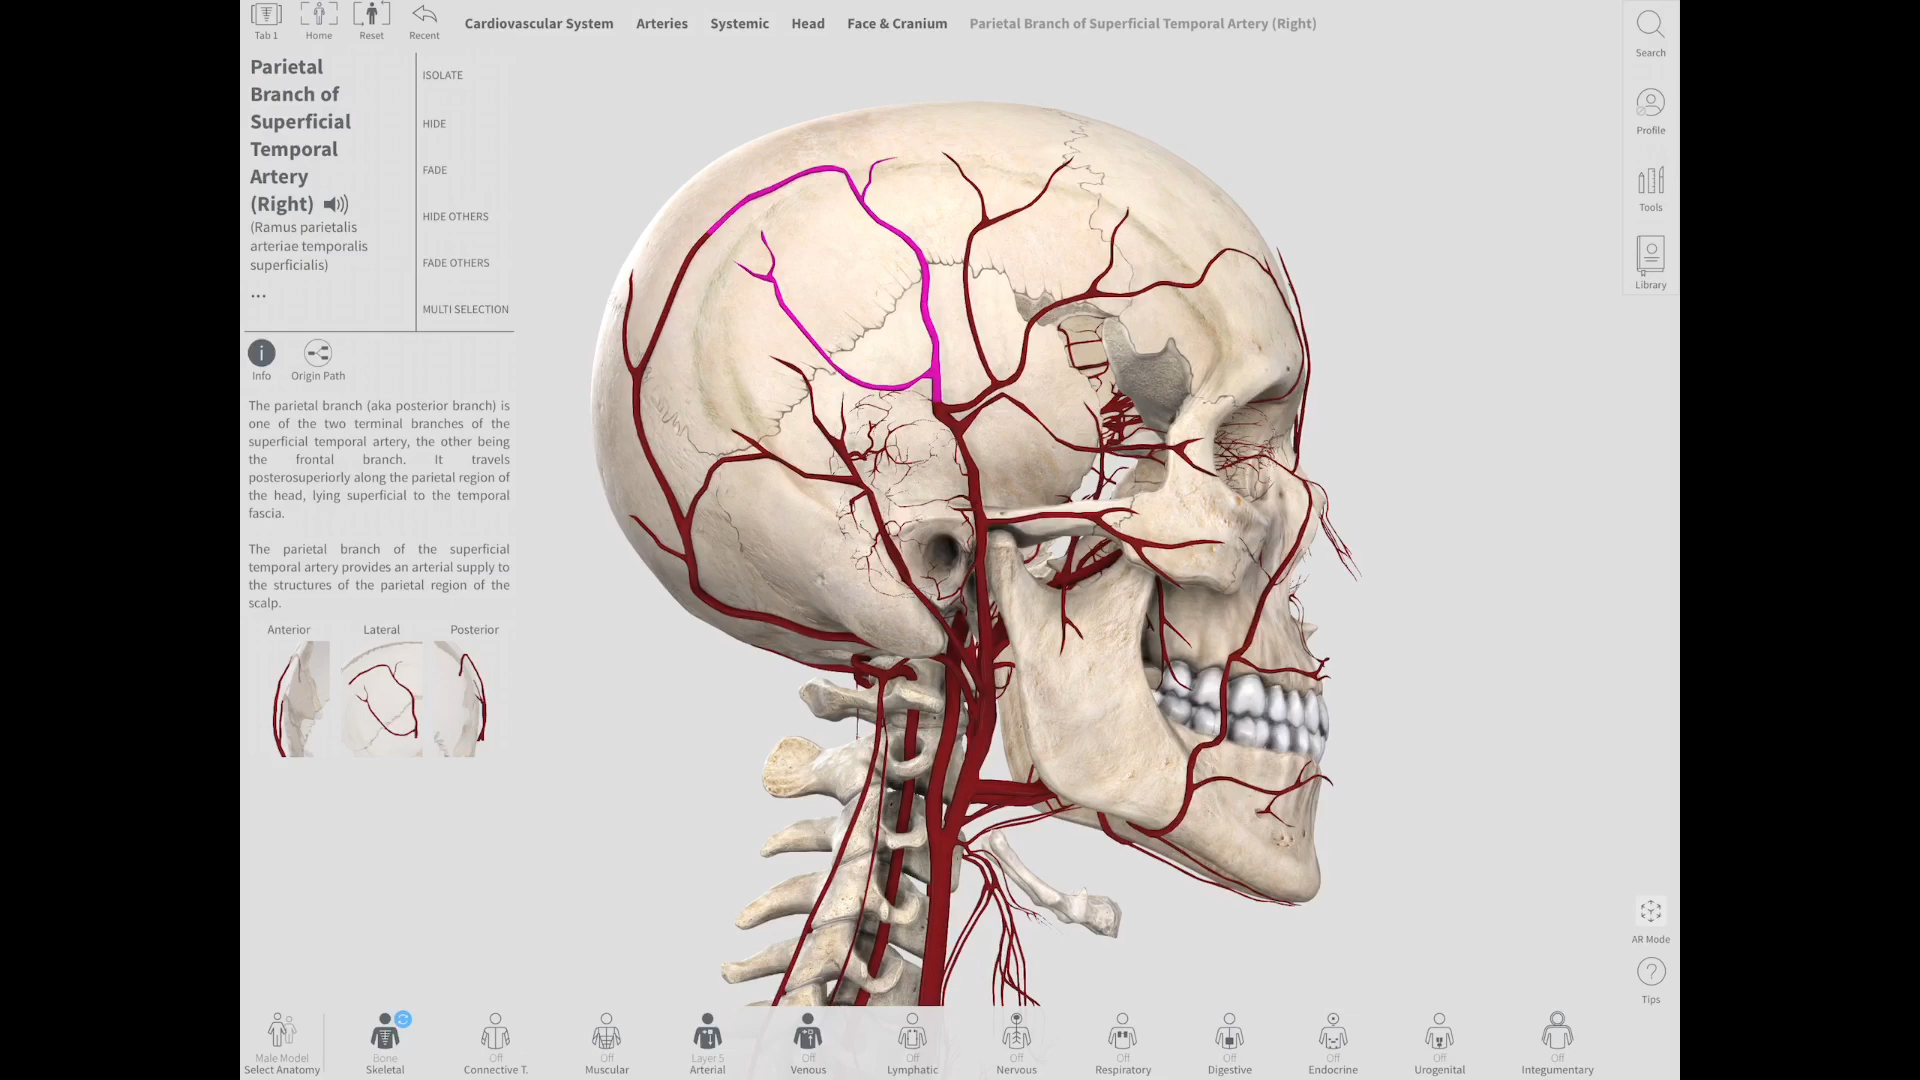 Tab 1
Home
Reset
Recent
Cardiovascular System
Arteries
Systemic
Head
Face & Cranium
Parietal Branch of Superficial Temporal Artery (Right)
Parietal
Branch of
Superficial
Temporal
Artery
(Right)
(Ramus parietalis
arteriae temporalis
superficialis)
...
ISOLATE
HIDE
FADE
HIDE OTHERS
FADE OTHERS
MULTI SELECTION
Info
Origin Path
The parietal branch (aka posterior branch) is
one of the two terminal branches of the
superficial temporal artery, the other being
the frontal branch. It travels
posterosuperiorly along the parietal region of
the head, lying superficial to the temporal
fascia.
The parietal branch of the superficial
temporal artery provides an arterial supply to
the structures of the parietal region of the
scalp.
Anterior
Lateral
Posterior
Search
Profile
Tools
Library
AR Mode
Tips
Male Model
Select Anatomy
Bone
Skeletal
Off
Connective T.
Off
Muscular
Layer 5
Arterial
Off
Venous
Off
Lymphatic
Off
Nervous
Off
Respiratory
Off
Digestive
Off
Endocrine
Off
Urogenital
Off
Integumentary